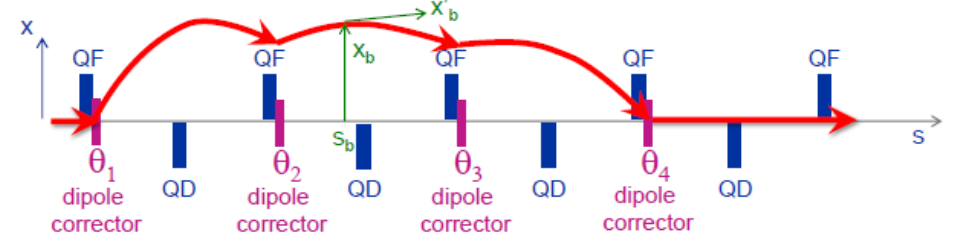 x'b
x
xb
QF QF QF QF QF
sb
s
θ1 θ2 θ3 θ4
QD QD QD QD
dipole corrector
dipole corrector
dipole corrector
dipole corrector